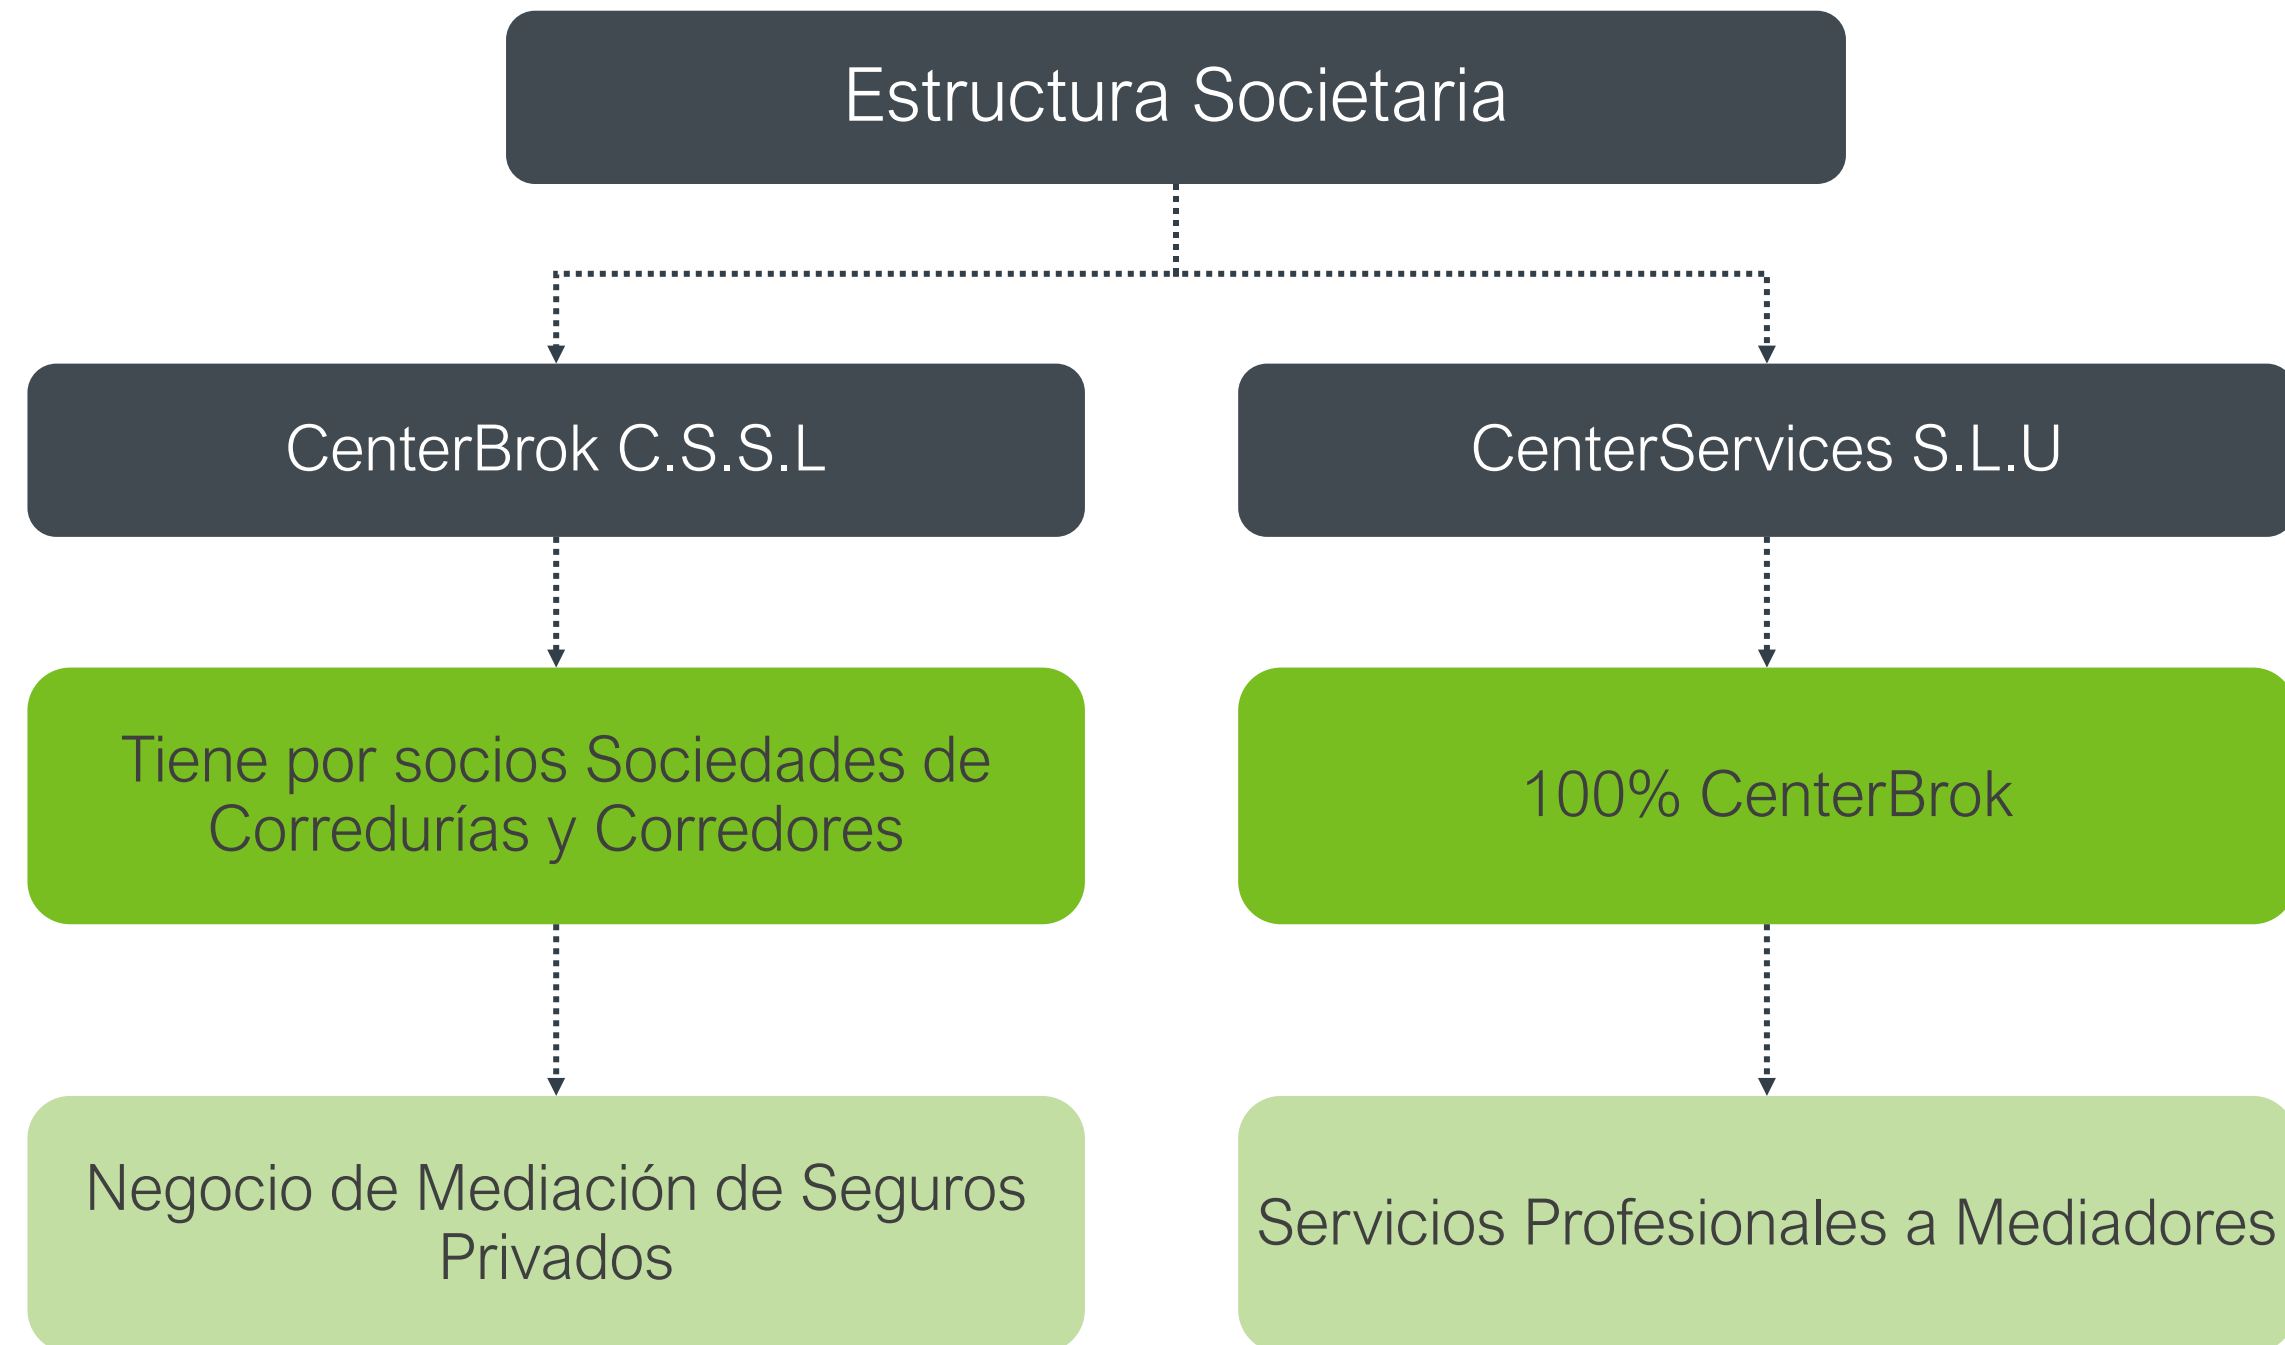 Estructura Societaria
CenterBrok C.S.S.L
CenterServices S.L.U
Tiene por socios Sociedades de
Corredurías y Corredores
100% CenterBrok
Negocio de Mediación de Seguros
Privados
Servicios Profesionales a Mediadores